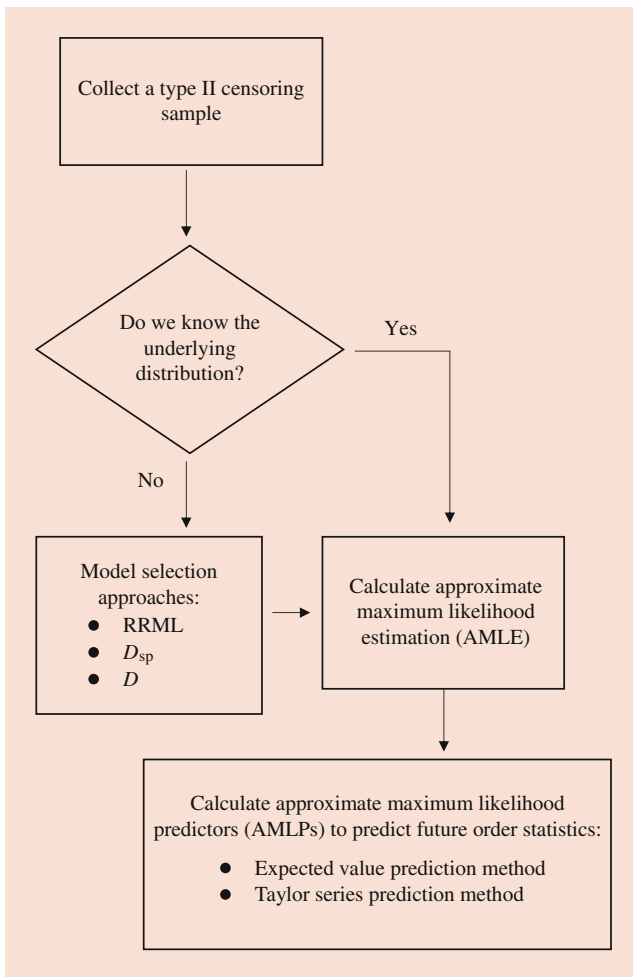 Collect a type II censoring
sample
Do we know the
underlying
distribution?
Yes
No
Model selection
approaches:
● RRML
● Dsp
● D
Calculate approximate
maximum likelihood
estimation (AMLE)
Calculate approximate maximum likelihood
predictors (AMLPs) to predict future order statistics:
● Expected value prediction method
● Taylor series prediction method